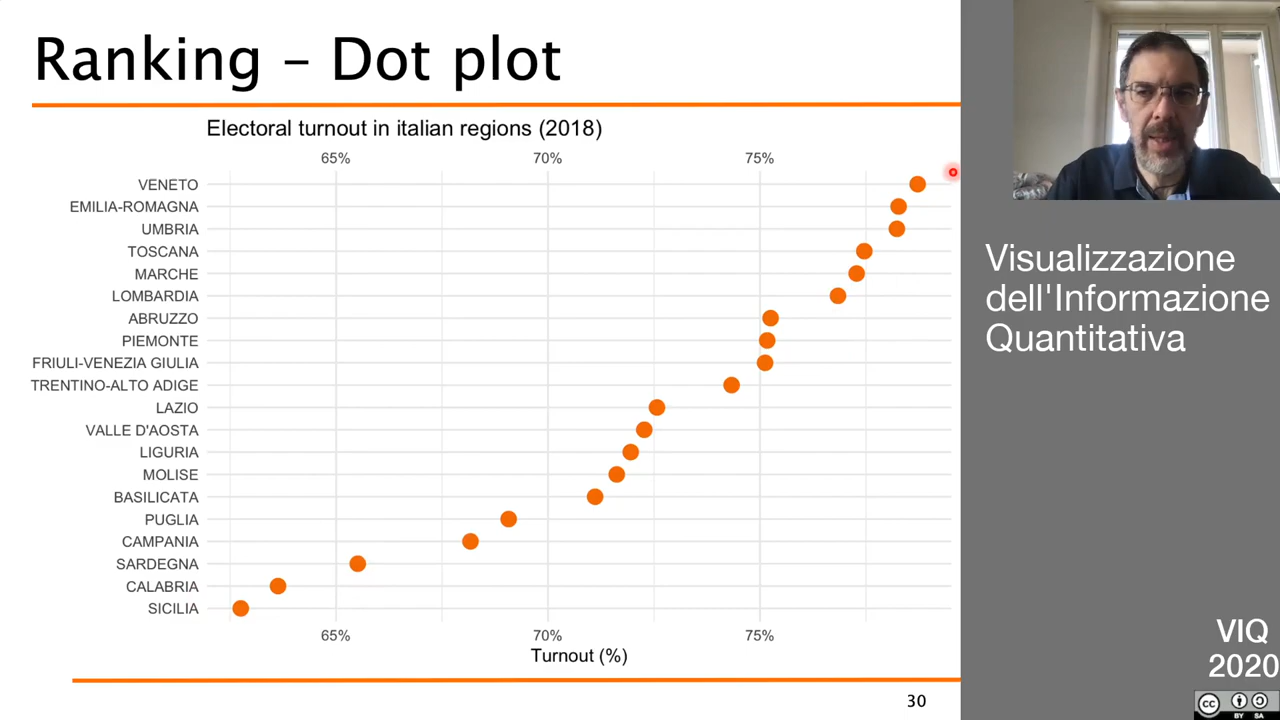 Ranking – Dot plot
Electoral turnout in italian regions (2018)
65% 70% 75%
VENETO
EMILIA-ROMAGNA
UMBRIA
TOSCANA
MARCHE
LOMBARDIA
ABRUZZO
PIEMONTE
FRIULI-VENEZIA GIULIA
TRENTINO-ALTO ADIGE
LAZIO
VALLE D'AOSTA
LIGURIA
MOLISE
BASILICATA
PUGLIA
CAMPANIA
SARDEGNA
CALABRIA
SICILIA
65% 70% 75%
Turnout (%)
30
Visualizzazione
dell'Informazione
Quantitativa
VIQ
2020
cc
BY SA